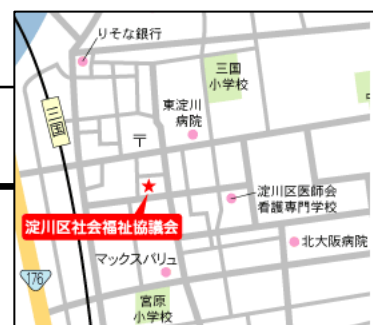 りそな銀行
三国
小学校
東淀川
病院
三国
〒
淀川区医師会
看護専門学校
淀川区社会福祉協議会
北大阪病院
マックスバリュ
176
宮原
小学校